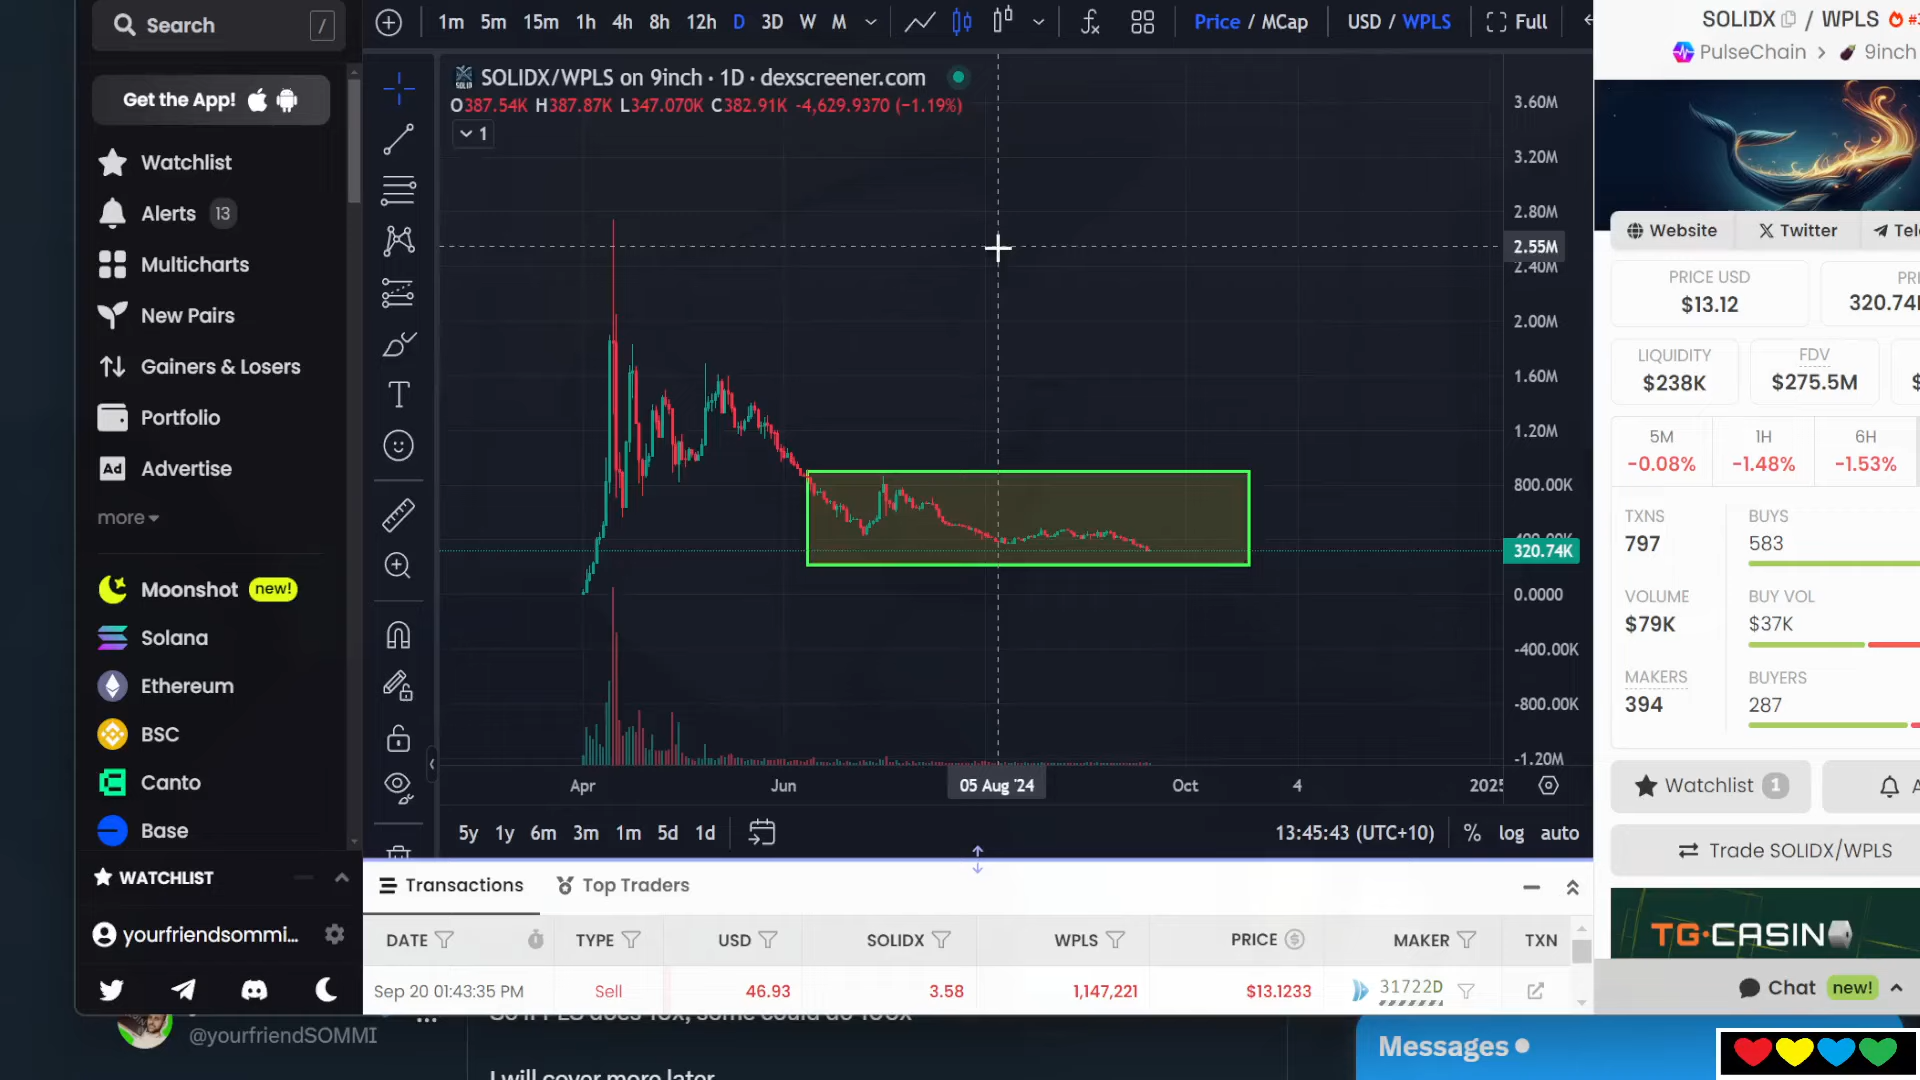 Search /
Get the App!
Watchlist
Alerts 13
Multicharts
New Pairs
Gainers & Losers
Portfolio
Ad Advertise
more
Moonshot new!
Solana
Ethereum
BSC
Canto
Base
WATCHLIST
yourfriendsommi...
1m 5m 15m 1h 4h 8h 12h D 3D W M
Price / MCap
USD / WPLS
Full
SOLIDX/WPLS on 9inch · 1D · dexscreener.com
O387.54K H387.87K L347.070K C382.91K -4,629.9370 (−1.19%)
1
3.60M
3.20M
2.80M
2.55M
2.40M
2.00M
1.60M
1.20M
800.00K
320.74K
0.0000
-400.00K
-800.00K
-1.20M
Apr Jun 05 Aug '24 Oct 4 2025
5y 1y 6m 3m 1m 5d 1d
13:45:43 (UTC+10) % log auto
Transactions Top Traders
DATE TYPE USD SOLIDX WPLS PRICE MAKER TXN
Sep 20 01:43:35 PM Sell 46.93 3.58 1,147,221 $13.1233 31722D
SOLIDX / WPLS
PulseChain > 9inch
Website Twitter
PRICE USD
$13.12
320.74
LIQUIDITY
$238K
FDV
$275.5M
5M
-0.08%
1H
-1.48%
6H
-1.53%
TXNS
797
BUYS
583
VOLUME
$79K
BUY VOL
$37K
MAKERS
394
BUYERS
287
Watchlist 1
Trade SOLIDX/WPLS
TG.CASIN
Chat new!
@yourfriendSOMMI
I will cover more later
Messages